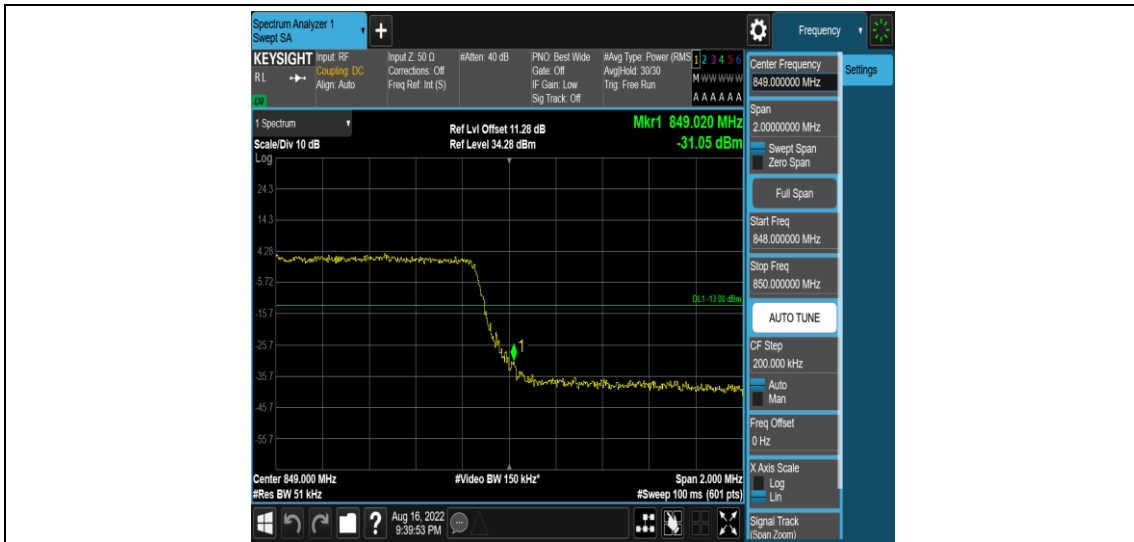 Spectrum Analyzer 1
Swept SA
Frequency
KEYSIGHT
RL
LXI
Input: RF
Coupling: DC
Align: Auto
Input Z: 50 Ω
Corrections: Off
Freq Ref: Int (S)
#Atten: 40 dB
PNO: Best Wide
Gate: Off
IF Gain: Low
Sig Track: Off
#Avg Type: Power (RMS
Avg|Hold: 30/30
Trig: Free Run
1 2 3 4 5 6
M W W W W W
A A A A A A
Center Frequency
849.000000 MHz
Settings
Span
2.00000000 MHz
Swept Span
Zero Span
Full Span
Start Freq
848.000000 MHz
Stop Freq
850.000000 MHz
AUTO TUNE
CF Step
200.000 kHz
Auto
Man
Freq Offset
0 Hz
X Axis Scale
Log
Lin
Signal Track
(Span Zoom)
1 Spectrum
Scale/Div 10 dB
Log
Ref Lvl Offset 11.28 dB
Ref Level 34.28 dBm
Mkr1 849.020 MHz
-31.05 dBm
24.3
14.3
4.28
-5.72
DL1 -13.00 dBm
-15.7
-25.7
1
-35.7
-45.7
-55.7
Center 849.000 MHz
#Video BW 150 kHz*
Span 2.000 MHz
#Res BW 51 kHz
#Sweep 100 ms (601 pts)
?
Aug 16, 2022
9:39:53 PM